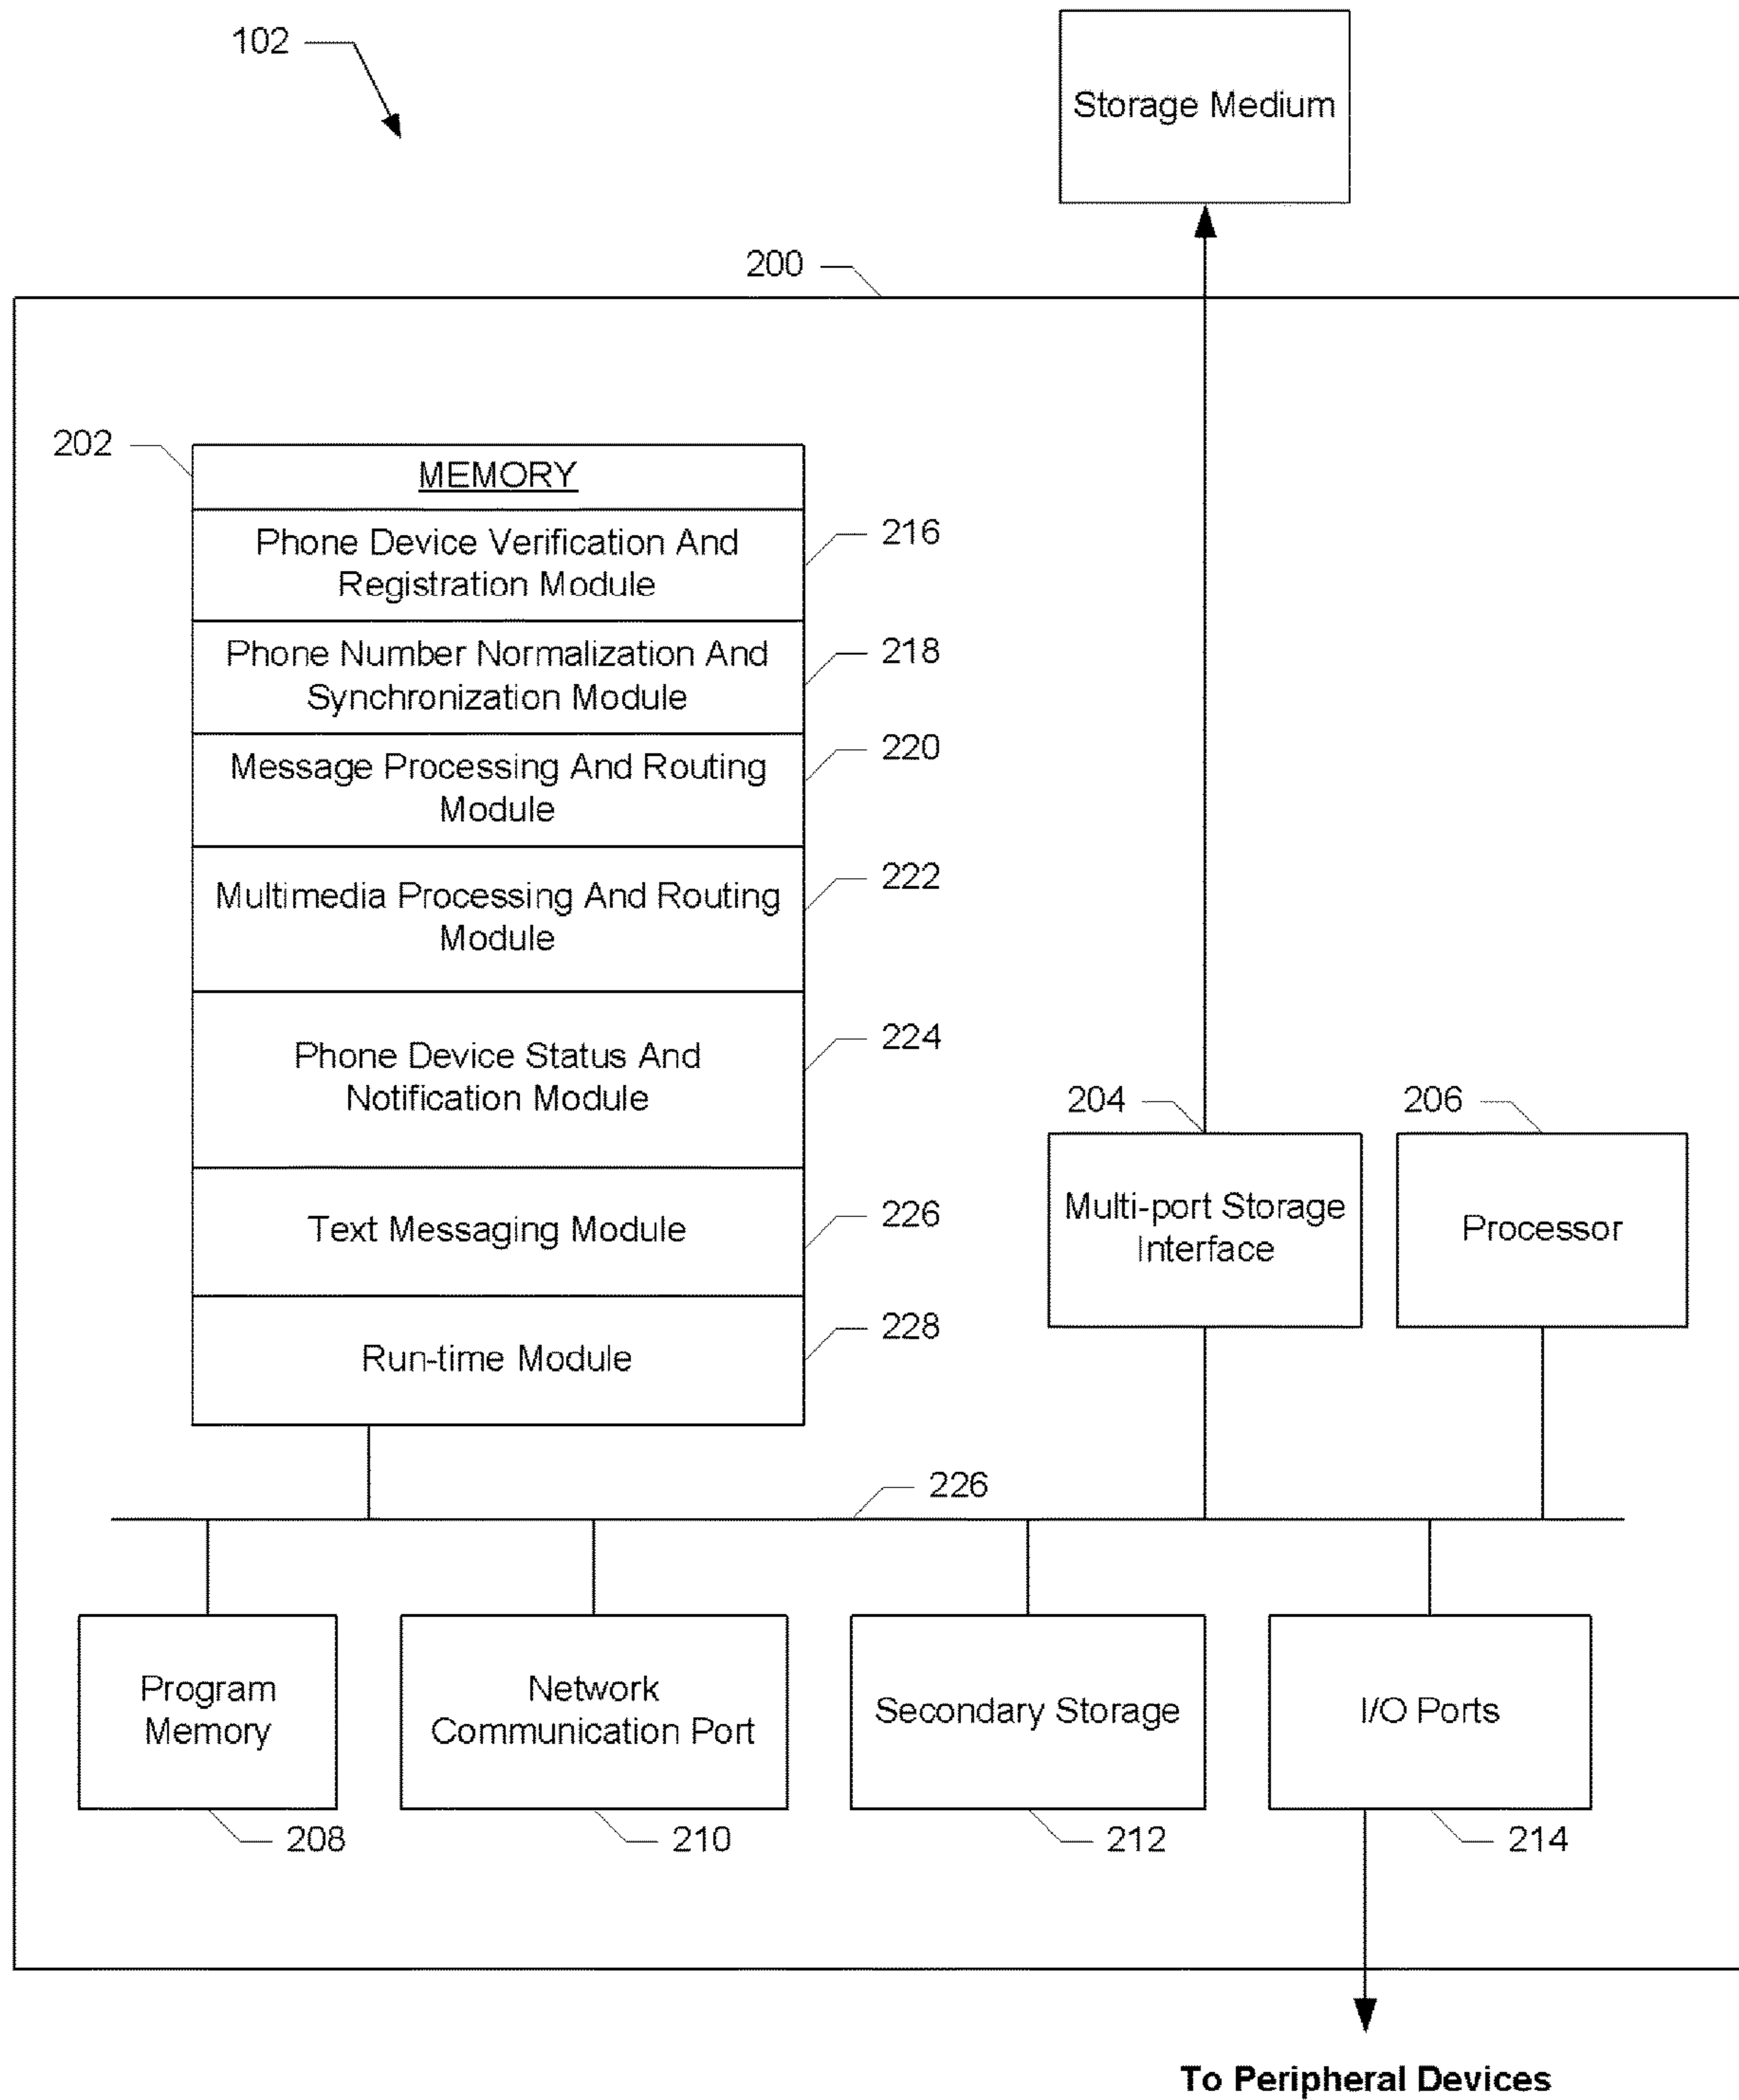 102
Storage Medium
200
202
MEMORY
Phone Device Verification And
Registration Module
216
Phone Number Normalization And
Synchronization Module
218
Message Processing And Routing
Module
220
Multimedia Processing And Routing
Module
222
Phone Device Status And
Notification Module
224
Text Messaging Module
226
Run-time Module
228
204
Multi-port Storage
Interface
206
Processor
226
Program
Memory
208
Network
Communication Port
210
Secondary Storage
212
I/O Ports
214
To Peripheral Devices